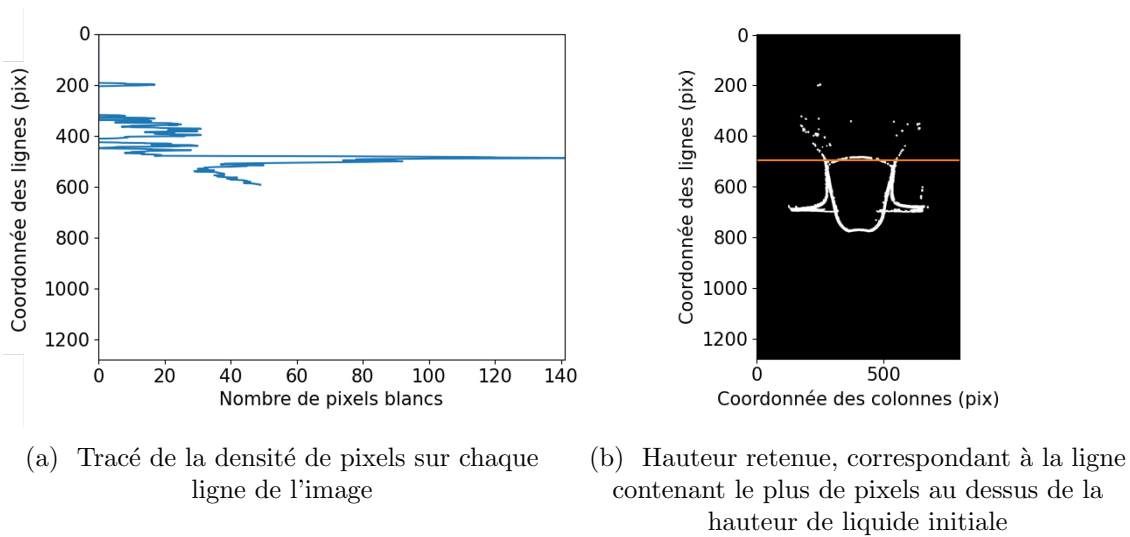 0
200
400
600
800
1000
1200
Coordonnée des lignes (pix)
0 20 40 60 80 100 120 140
Nombre de pixels blancs
0
200
400
600
800
1000
1200
Coordonnée des lignes (pix)
0 500
Coordonnée des colonnes (pix)
(a) Tracé de la densité de pixels sur chaque
ligne de l'image
(b) Hauteur retenue, correspondant à la ligne
contenant le plus de pixels au dessus de la
hauteur de liquide initiale